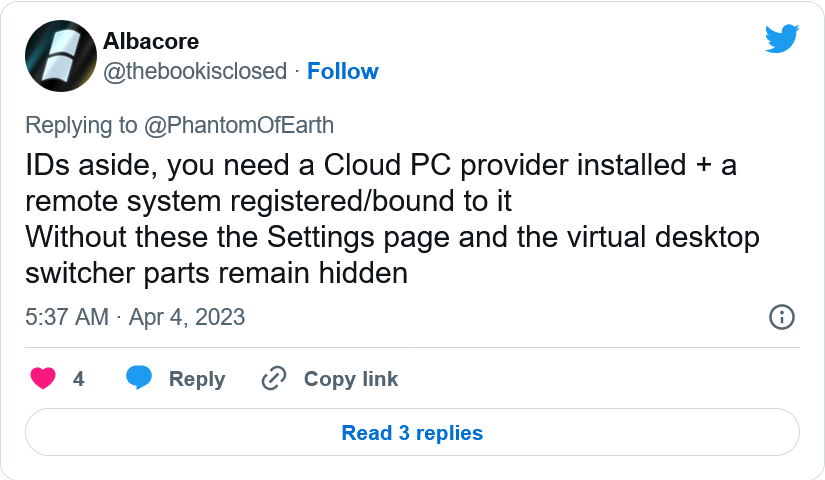 Albacore
@thebookisclosed · Follow
Replying to @PhantomOfEarth
IDs aside, you need a Cloud PC provider installed + a
remote system registered/bound to it
Without these the Settings page and the virtual desktop
switcher parts remain hidden
5:37 AM · Apr 4, 2023
4 Reply Copy link
Read 3 replies